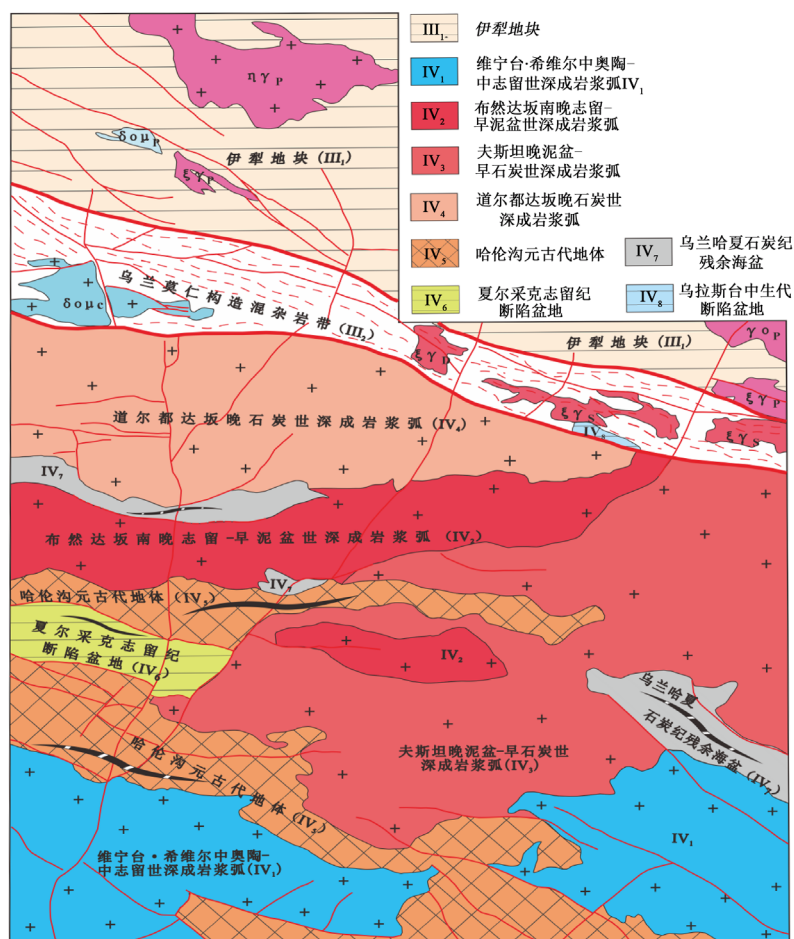 III₁-
伊犁地块
IV₁
维宁台·希维尔中奥陶-
中志留世深成岩浆弧IV₁
IV₂
布然达坂南晚志留-
早泥盆世深成岩浆弧
IV₃
夫斯坦晚泥盆-
早石炭世深成岩浆弧
IV₄
道尔都达坂晚石炭世
深成岩浆弧
IV₅
哈伦沟元古代地体
IV₇
乌兰哈夏石炭纪
残余海盆
IV₆
夏尔采克志留纪
断陷盆地
IV₈
乌拉斯台中生代
断陷盆地
ηγP
δομP
伊犁地块(III₁)
ξγP
乌兰莫仁构造混杂岩带(III₂)
δομC
γοP
伊犁地块(III₁)
ξγD
ξγP
ξγS
IV₈
ξγS
道尔都达坂晚石炭世深成岩浆弧(IV₄)
IV₇
布然达坂南晚志留-早泥盆世深成岩浆弧(IV₂)
IV₇
哈伦沟元古代地体(IV₅)
夏尔采克志留纪
断陷盆地(IV₆)
IV₂
乌兰哈夏
石炭纪残余海盆(IV₇)
夫斯坦晚泥盆-早石炭世
深成岩浆弧(IV₃)
哈伦沟元古代地体(IV₅)
IV₁
维宁台·希维尔中奥陶-
中志留世深成岩浆弧(IV₁)